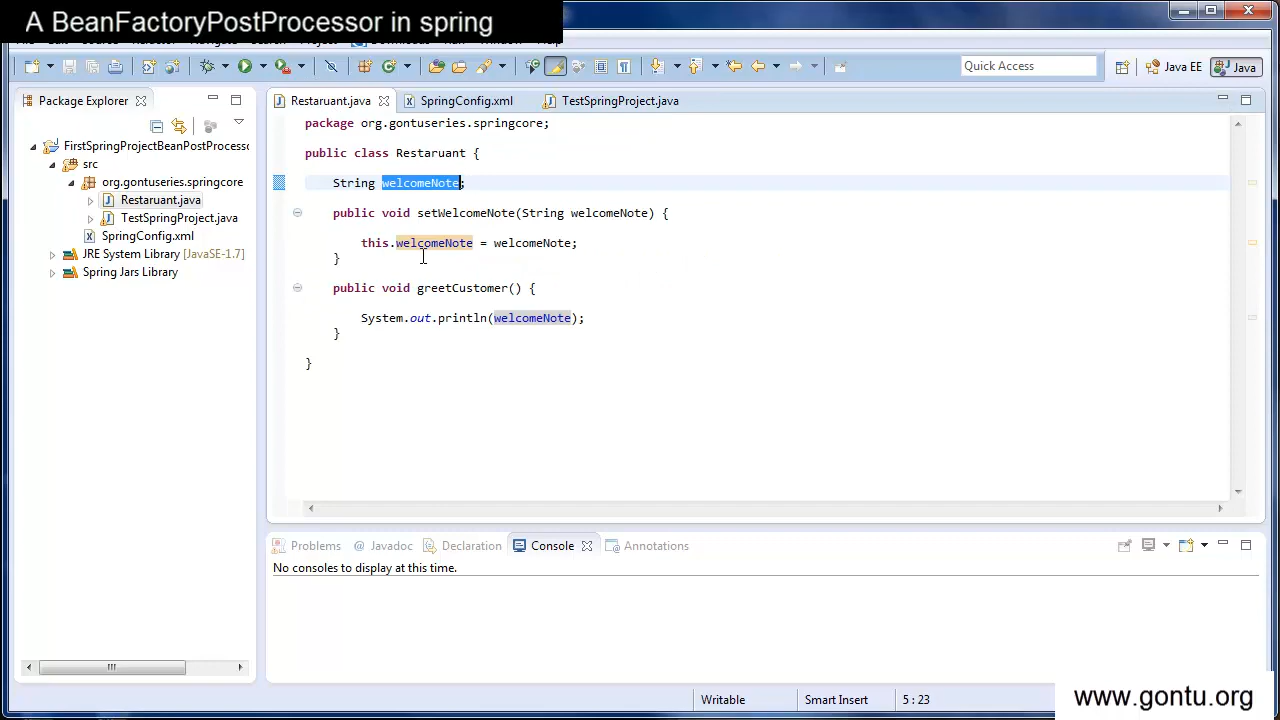 A BeanFactoryPostProcessor in spring
Quick Access
Java EE
Java
Package Explorer
FirstSpringProjectBeanPostProcesso
src
org.gontuseries.springcore
Restaruant.java
TestSpringProject.java
SpringConfig.xml
JRE System Library [JavaSE-1.7]
Spring Jars Library
Restaruant.java
SpringConfig.xml
TestSpringProject.java
package org.gontuseries.springcore;
public class Restaruant {
String welcomeNote;
public void setWelcomeNote(String welcomeNote) {
this.welcomeNote = welcomeNote;
}
public void greetCustomer() {
System.out.println(welcomeNote);
}
}
Problems
@ Javadoc
Declaration
Console
Annotations
No consoles to display at this time.
Writable
Smart Insert
5 : 23
www.gontu.org